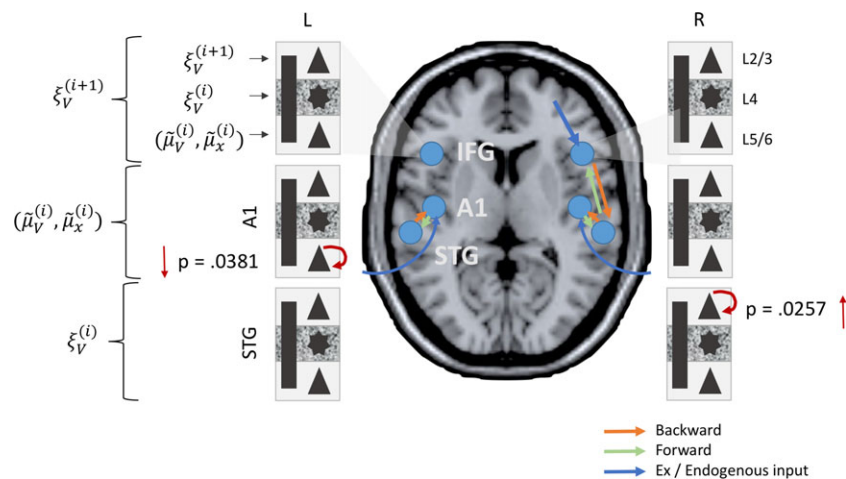 L
R
ξ_V^(i+1)
L2/3
ξ_V^(i+1)
ξ_V^(i)
L4
(μ̃_V^(i), μ̃_x^(i))
L5/6
IFG
A1
(μ̃_V^(i), μ̃_x^(i))
A1
STG
p = .0381
p = .0257
ξ_V^(i)
STG
Backward
Forward
Ex / Endogenous input